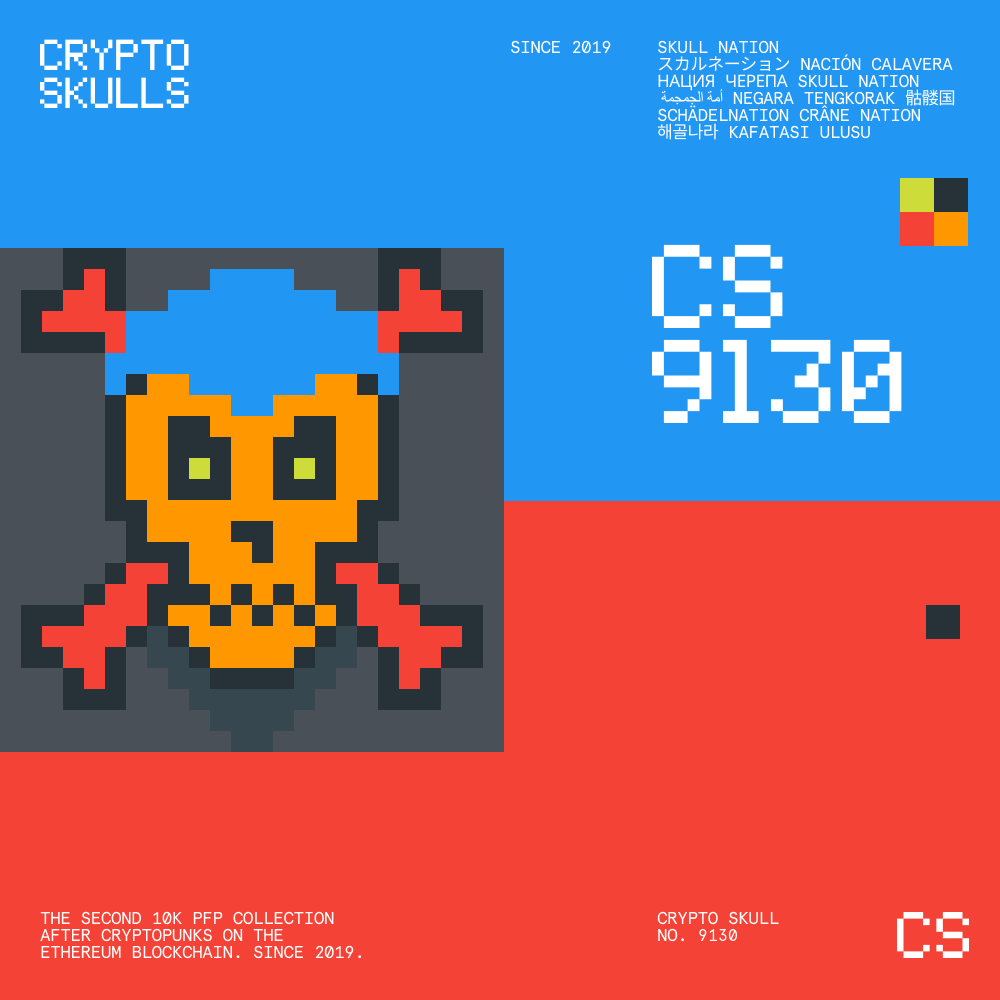 CRYPTO
SKULLS
SINCE 2019
SKULL NATION
スカルネーション NACIÓN CALAVERA
НАЦИЯ ЧЕРЕПА SKULL NATION
أمة الجمجمة NEGARA TENGKORAK 骷髅国
SCHÄDELNATION CRÂNE NATION
해골나라 KAFATASI ULUSU
CS
9130
THE SECOND 10K PFP COLLECTION
AFTER CRYPTOPUNKS ON THE
ETHEREUM BLOCKCHAIN. SINCE 2019.
CRYPTO SKULL
NO. 9130
CS